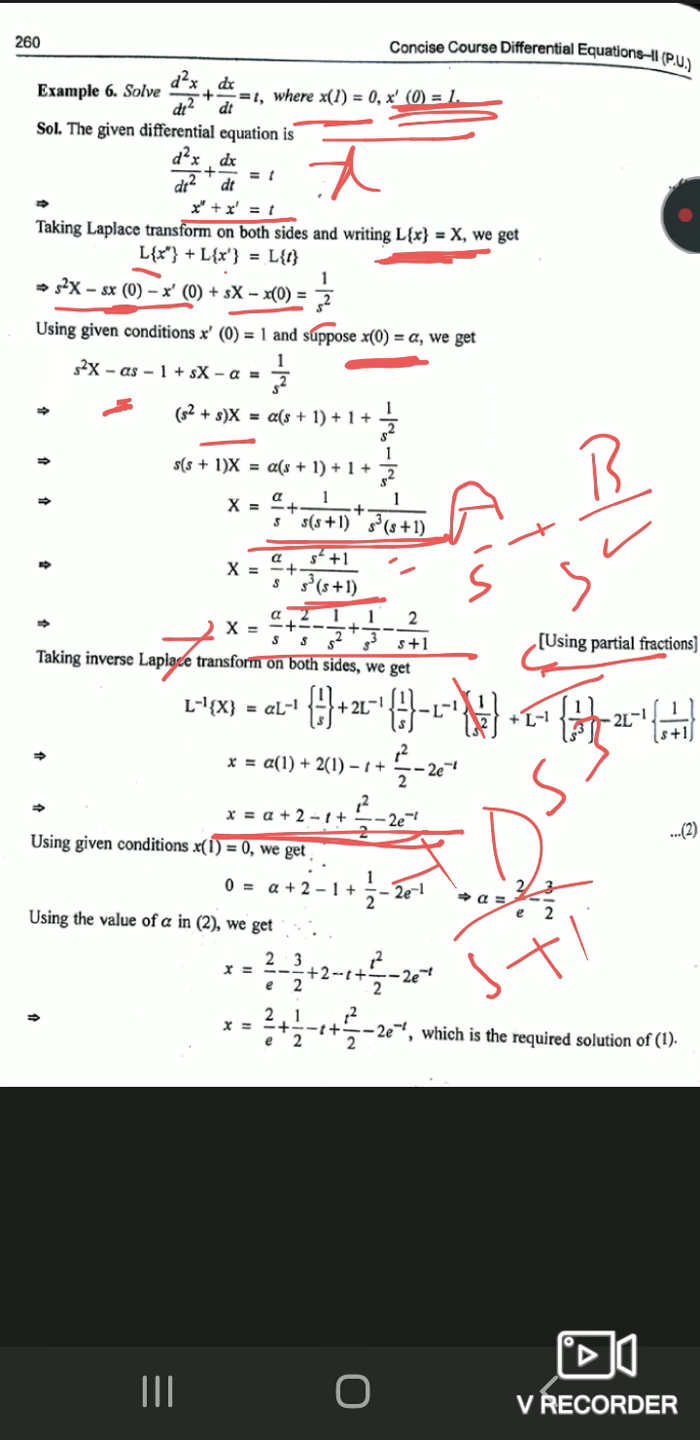 260
Concise Course Differential Equations–II (P.U.)
Example 6. Solve d²x/dt² + dx/dt = t, where x(1) = 0, x′ (0) = 1.
Sol. The given differential equation is
d²x/dt² + dx/dt = t
x
⇒ x″ + x′ = t
Taking Laplace transform on both sides and writing L{x} = X, we get
L{x″} + L{x′} = L{t}
⇒ s²X – sx (0) – x′ (0) + sX – x(0) = 1/s²
Using given conditions x′ (0) = 1 and suppose x(0) = α, we get
s²X – αs – 1 + sX – α = 1/s²
⇒ (s² + s)X = α(s + 1) + 1 + 1/s²
⇒ s(s + 1)X = α(s + 1) + 1 + 1/s²
⇒ X = α/s + 1/s(s+1) + 1/s³(s+1)
A/s + B/s
⇒ X = α/s + s²+1/s³(s+1)
⇒ X = α/s + 2/s – 1/s² + 1/s³ – 2/s+1 [Using partial fractions]
Taking inverse Laplace transform on both sides, we get
L–1{X} = αL–1 {1/s} + 2L–1 {1/s} – L–1 {1/s²} + L–1 {1/s³} – 2L–1 {1/s+1}
s3
⇒ x = α(1) + 2(1) – t + t²/2 – 2e–t
⇒ x = α + 2 – t + t²/2 – 2e–t ...(2)
Using given conditions x(1) = 0, we get
0 = α + 2 – 1 + 1/2 – 2e–1 ⇒ α = 2/e – 3/2
+ D/s+1
Using the value of α in (2), we get
x = 2/e – 3/2 + 2 – t + t²/2 – 2e–t
⇒ x = 2/e + 1/2 – t + t²/2 – 2e–t, which is the required solution of (1).
V RECORDER